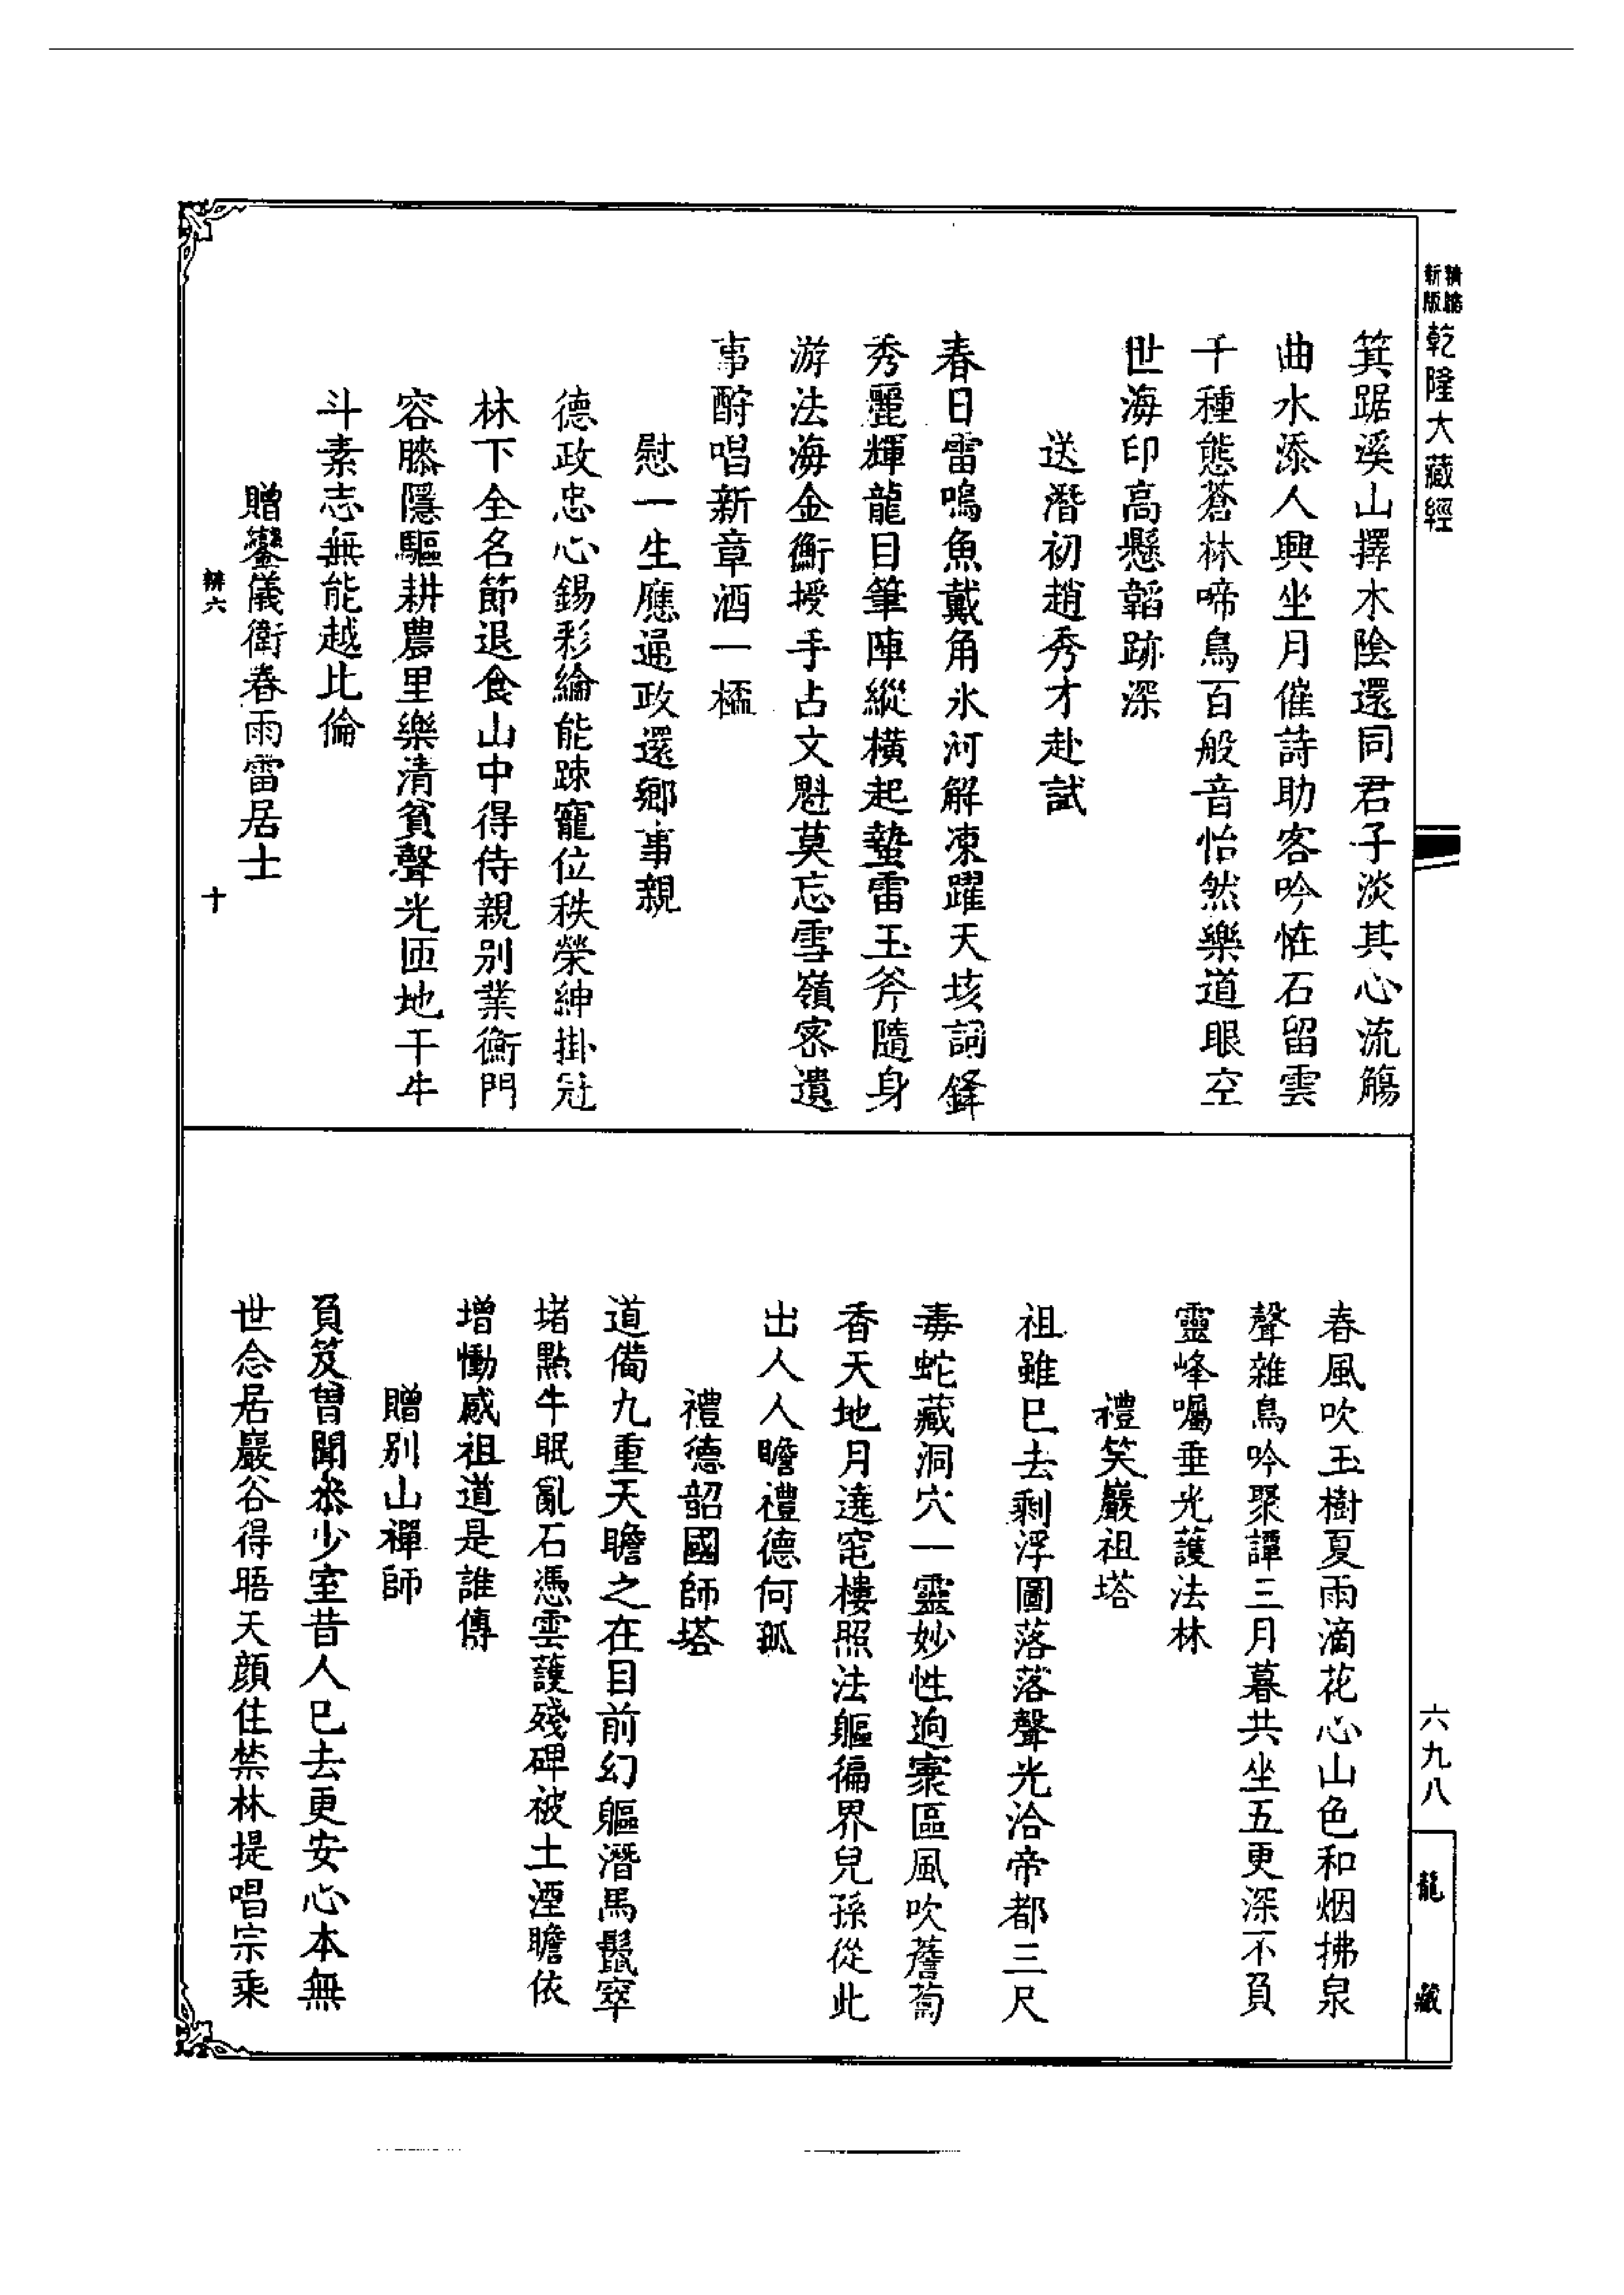 精縮新版
乾隆大藏經
箕踞溪山擇木陰還同君子淡其心流觴
曲水添人興坐月催詩助客吟恠石留雲
千種態蒼林啼鳥百般音怡然樂道眼空
世海印高懸韜跡深
送潛初趙秀才赴試
春日雷鳴魚戴角氷河解凍躍天垓詞鋒
秀麗輝龍目筆陣縱橫起蟄雷玉斧隨身
游法海金衡授手占文魁莫忘雪嶺宻遺
事酧唱新章酒一桮
慰一生應通政還鄉事親
德政忠心錫彩綸能踈寵位秩榮紳掛冠
林下全名節退食山中得侍親別業衡門
容膝隱驅耕農里樂清貧聲光匝地干牛
斗素志無能越比倫
贈鑾儀衛春雨雷居士
耕六
十
春風吹玉樹夏雨滴花心山色和烟拂泉
聲雜鳥吟聚譚三月暮共坐五更深不負
靈峰囑垂光護法林
禮笑巖祖塔
祖雖巳去剩浮圖落落聲光洽帝都三尺
毒蛇藏洞穴一靈妙性逈寰區風吹薝蔔
香天地月遶窀樓照法軀徧界兒孫從此
出人人瞻禮德何孤
禮德韶國師塔
道備九重天瞻之在目前幻軀潛馬鬣窣
堵點牛眠亂石憑雲護殘碑被土湮瞻依
增慟感祖道是誰傳
贈別山禪師
負笈曾聞叅少室昔人巳去更安心本無
世念居巖谷得晤天顏住禁林提唱宗乘
六九八
龍藏